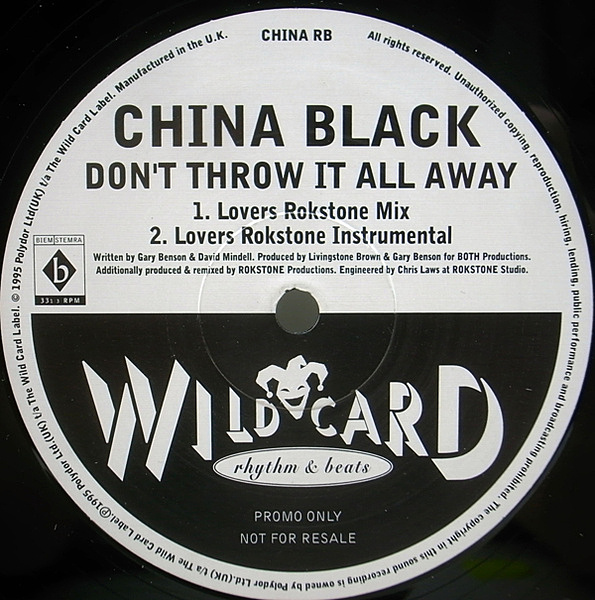 CHINA RB
CHINA BLACK
DON'T THROW IT ALL AWAY
1. Lovers Rokstone Mix
2. Lovers Rokstone Instrumental
Written by Gary Benson & David Mindell. Produced by Livingstone Brown & Gary Benson for BOTH Productions.
Additionally produced & remixed by ROKSTONE Productions. Engineered by Chris Laws at ROKSTONE Studio.
BIEM STEMRA
b
33 1/3 RPM
WILD CARD
rhythm & beats
PROMO ONLY
NOT FOR RESALE
Ⓟ1995 Polydor Ltd.(UK) t/a The Wild Card Label. © 1995 Polydor Ltd(UK) t/a The Wild Card Label. Manufactured in the U.K.
All rights reserved. Unauthorized copying, reproduction, hiring, lending, public performance and broadcasting prohibited. The copyright in this sound recording is owned by Polydor Ltd.(UK) t/a The Wild Card Label.